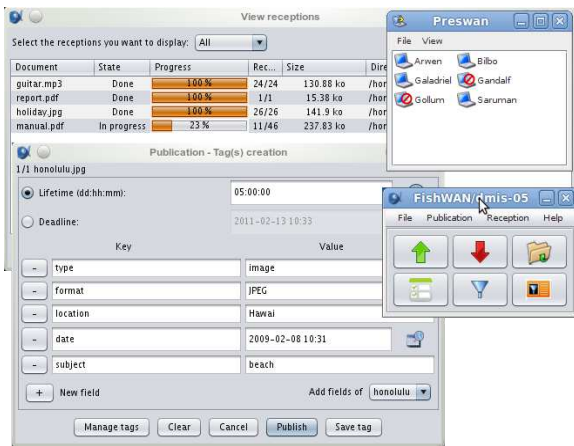 View receptions
Select the receptions you want to display: All
Document State Progress Rec... Size Dire
guitar.mp3 Done 100 % 24/24 130.88 ko /hor
report.pdf Done 100 % 1/1 15.38 ko /hor
holiday.jpg Done 100 % 26/26 141.9 ko /hor
manual.pdf In progress 23 % 11/46 237.83 ko /hor
Publication - Tag(s) creation
1/1 honolulu.jpg
Lifetime (dd:hh:mm): 05:00:00
Deadline: 2011-02-13 10:33
Key Value
- type image
- format JPEG
- location Hawai
- date 2009-02-08 10:31
- subject beach
+ New field Add fields of honolulu
Manage tags Clear Cancel Publish Save tag
Preswan
File View
Arwen Bilbo
Galadriel Gandalf
Gollum Saruman
FishWAN/dmis-05
File Publication Reception Help